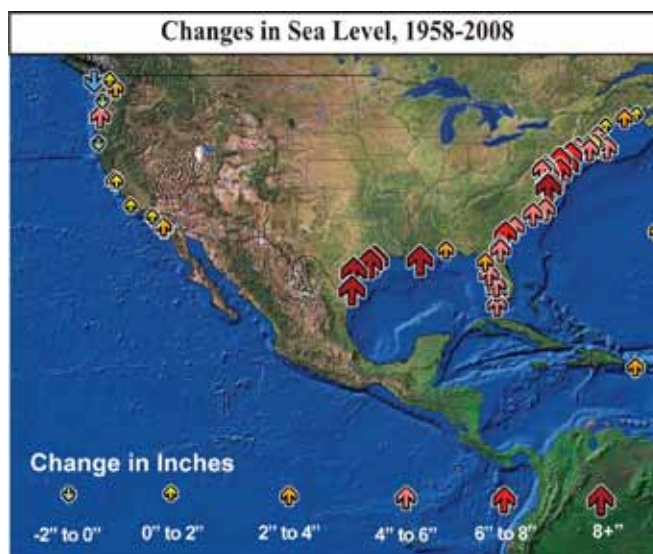 Changes in Sea Level, 1958-2008
Change in Inches
-2" to 0"
0" to 2"
2" to 4"
4" to 6"
6" to 8"
8+"